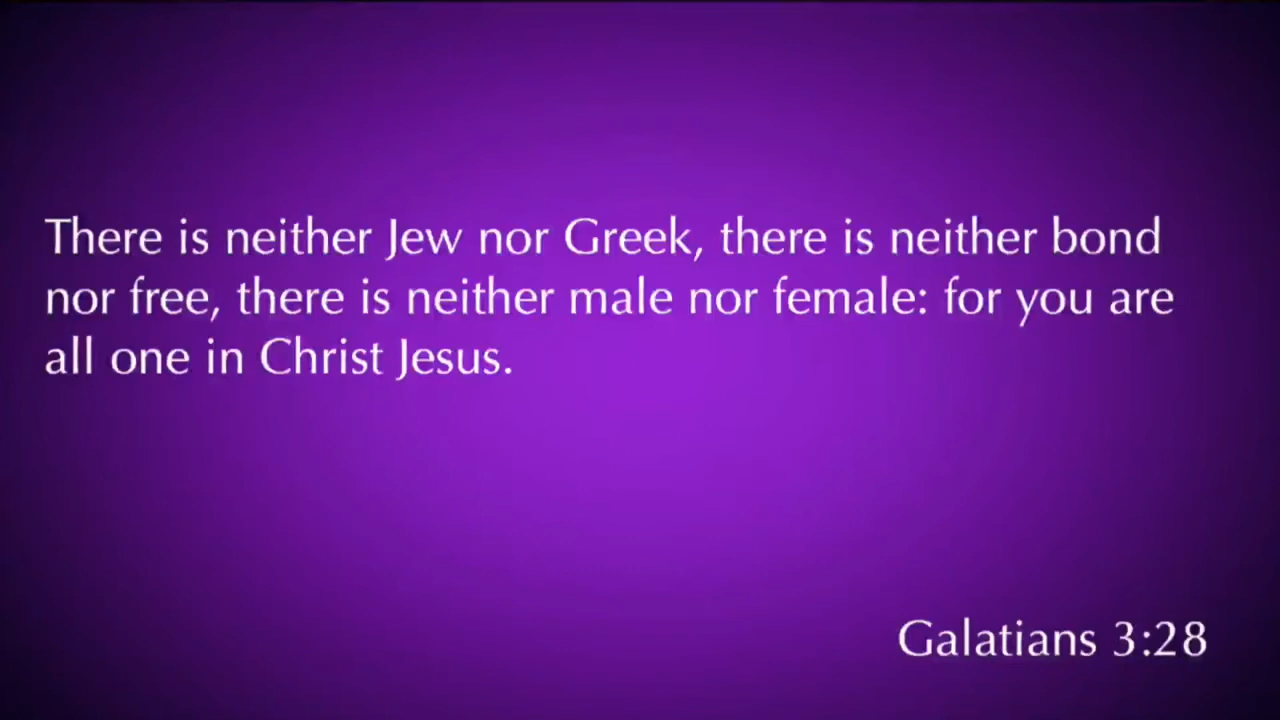 There is neither Jew nor Greek, there is neither bond
nor free, there is neither male nor female: for you are
all one in Christ Jesus.
Galatians 3:28